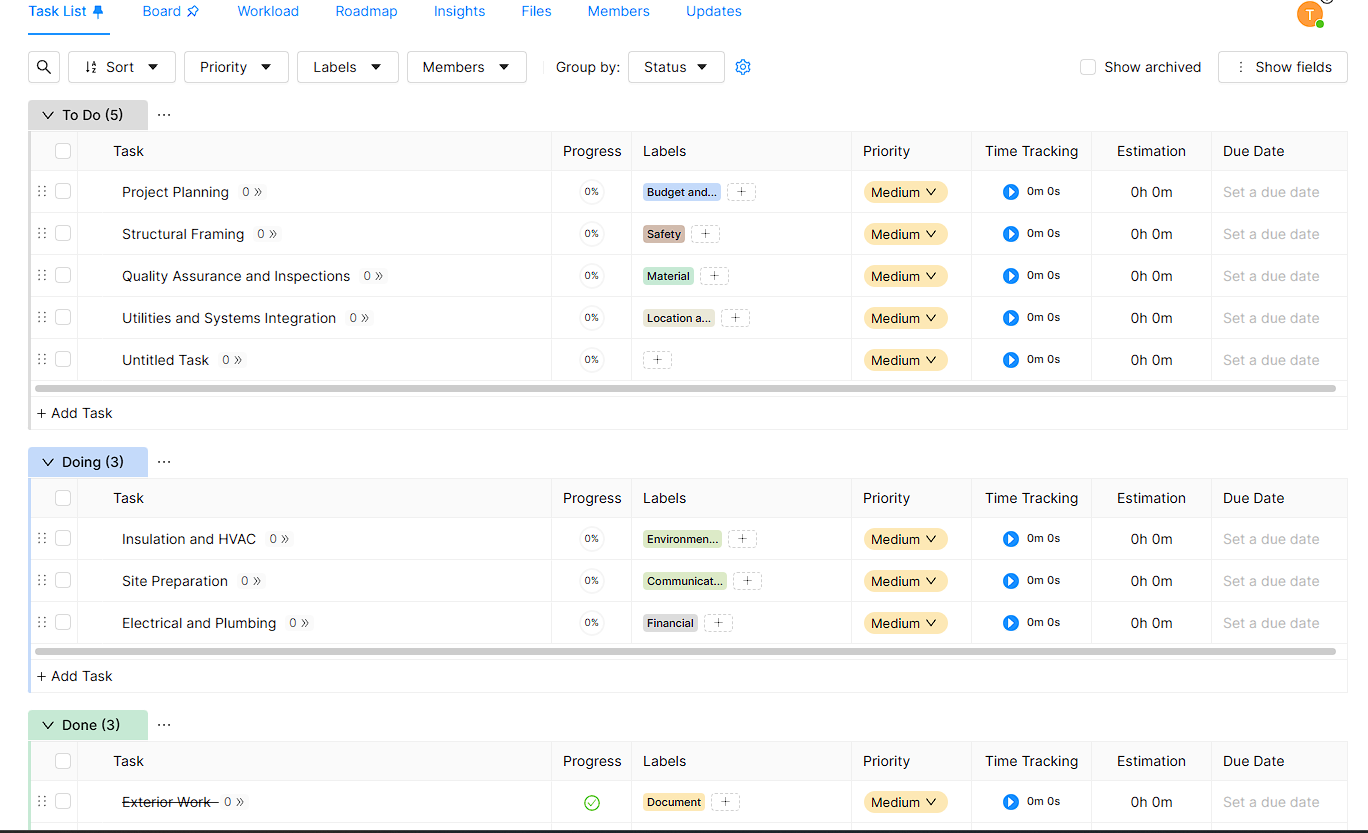 Task List Board Workload Roadmap Insights Files Members Updates T
Sort Priority Labels Members Group by: Status Show archived Show fields
To Do (5) ...
Task Progress Labels Priority Time Tracking Estimation Due Date
Project Planning 0 » 0% Budget and... + Medium 0m 0s 0h 0m Set a due date
Structural Framing 0 » 0% Safety + Medium 0m 0s 0h 0m Set a due date
Quality Assurance and Inspections 0 » 0% Material + Medium 0m 0s 0h 0m Set a due date
Utilities and Systems Integration 0 » 0% Location a... + Medium 0m 0s 0h 0m Set a due date
Untitled Task 0 » 0% + Medium 0m 0s 0h 0m Set a due date
+ Add Task
Doing (3) ...
Task Progress Labels Priority Time Tracking Estimation Due Date
Insulation and HVAC 0 » 0% Environmen... + Medium 0m 0s 0h 0m Set a due date
Site Preparation 0 » 0% Communicat... + Medium 0m 0s 0h 0m Set a due date
Electrical and Plumbing 0 » 0% Financial + Medium 0m 0s 0h 0m Set a due date
+ Add Task
Done (3) ...
Task Progress Labels Priority Time Tracking Estimation Due Date
Exterior Work 0 » Document + Medium 0m 0s 0h 0m Set a due date